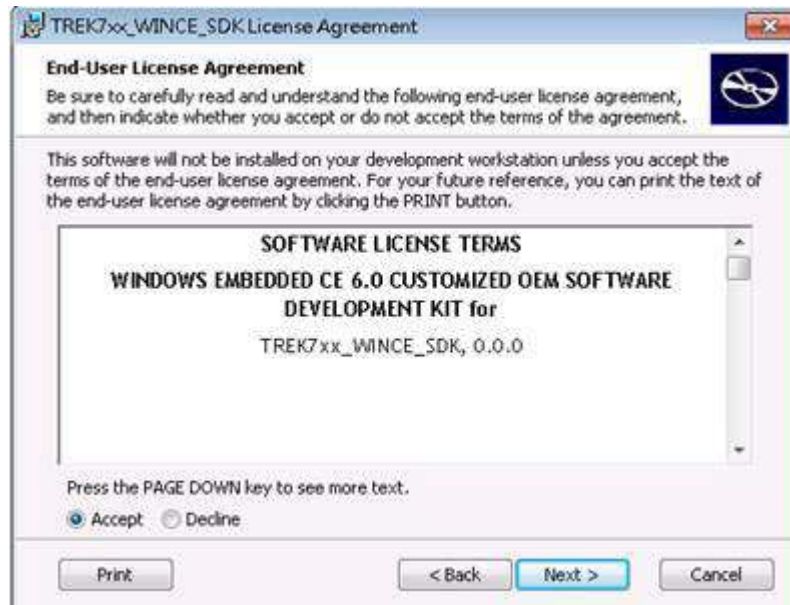 TREK7xx_WINCE_SDK License Agreement
End-User License Agreement
Be sure to carefully read and understand the following end-user license agreement,
and then indicate whether you accept or do not accept the terms of the agreement.
This software will not be installed on your development workstation unless you accept the
terms of the end-user license agreement. For your future reference, you can print the text of
the end-user license agreement by clicking the PRINT button.
SOFTWARE LICENSE TERMS
WINDOWS EMBEDDED CE 6.0 CUSTOMIZED OEM SOFTWARE
DEVELOPMENT KIT for
TREK7xx_WINCE_SDK, 0.0.0
Press the PAGE DOWN key to see more text.
Accept Decline
Print < Back Next > Cancel